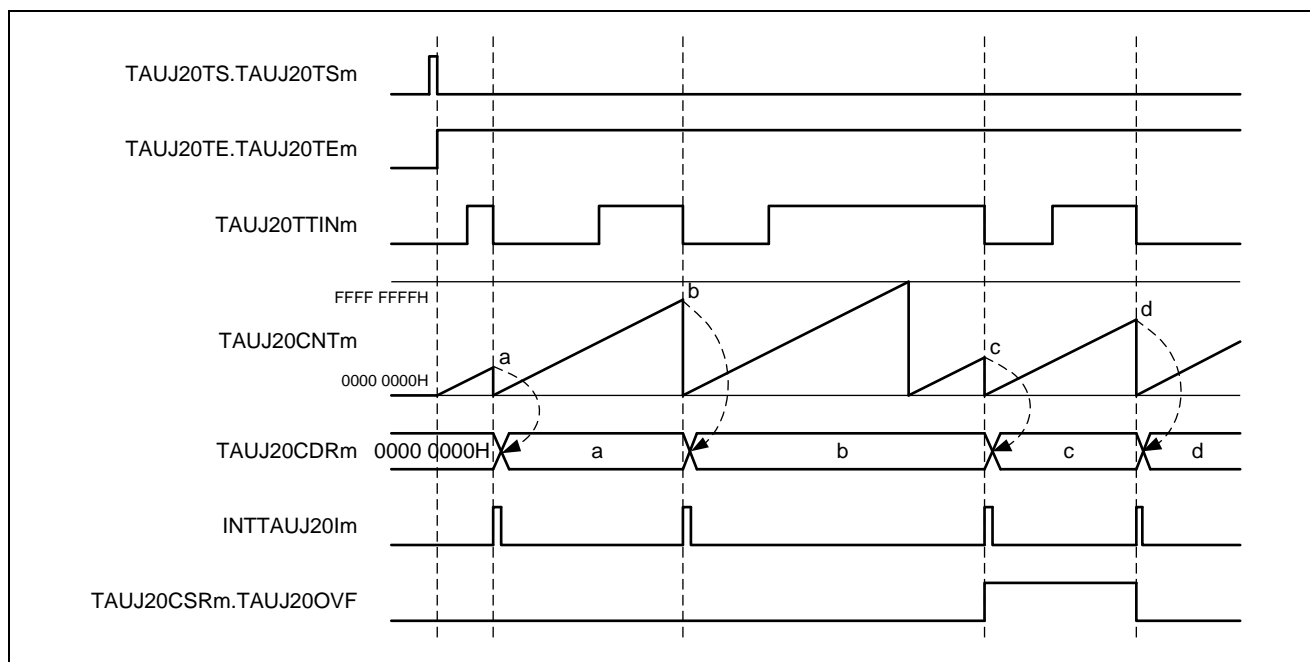 TAUJ20TS.TAUJ20TSm
TAUJ20TE.TAUJ20TEm
TAUJ20TTINm
FFFF FFFFH
TAUJ20CNTm
0000 0000H
a
b
c
d
TAUJ20CDRm 0000 0000H a b c d
INTTAUJ20Im
TAUJ20CSRm.TAUJ20OVF